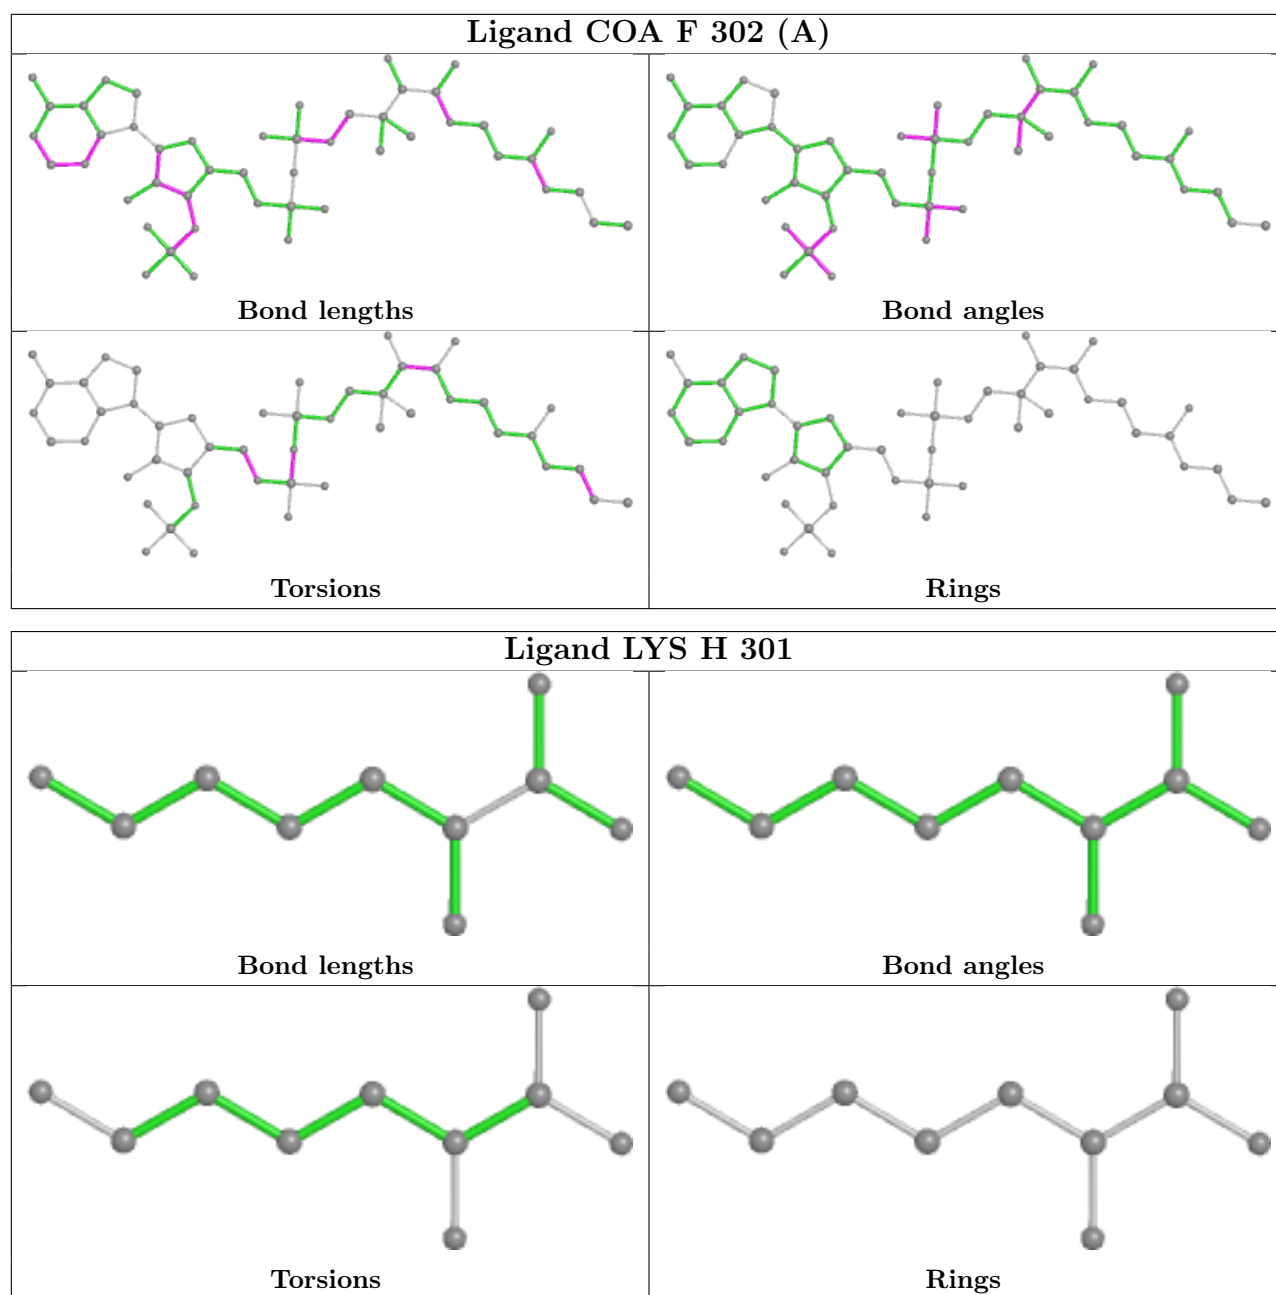 Ligand COA F 302 (A)
Bond lengths
Bond angles
Torsions
Rings
Ligand LYS H 301
Bond lengths
Bond angles
Torsions
Rings